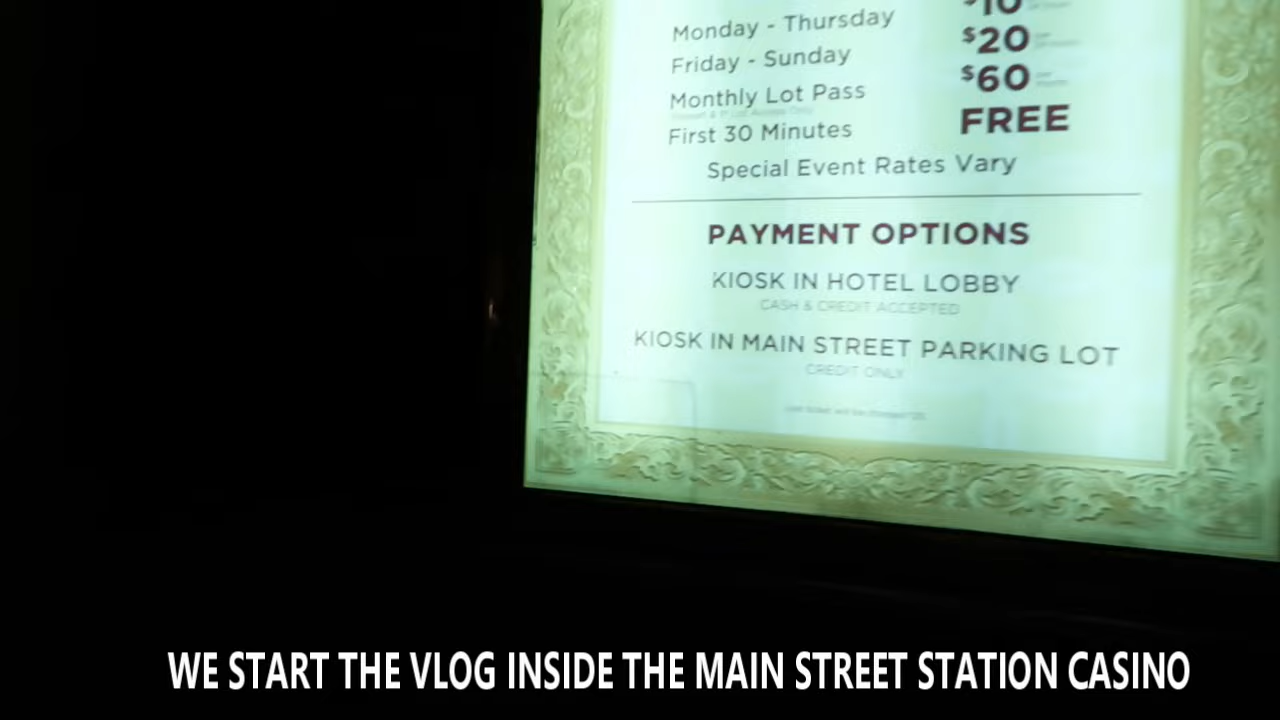 $10
Monday - Thursday
$20
Friday - Sunday
$60
Monthly Lot Pass
FREE
First 30 Minutes
Special Event Rates Vary
PAYMENT OPTIONS
KIOSK IN HOTEL LOBBY
CASH & CREDIT ACCEPTED
KIOSK IN MAIN STREET PARKING LOT
CREDIT ONLY
WE START THE VLOG INSIDE THE MAIN STREET STATION CASINO